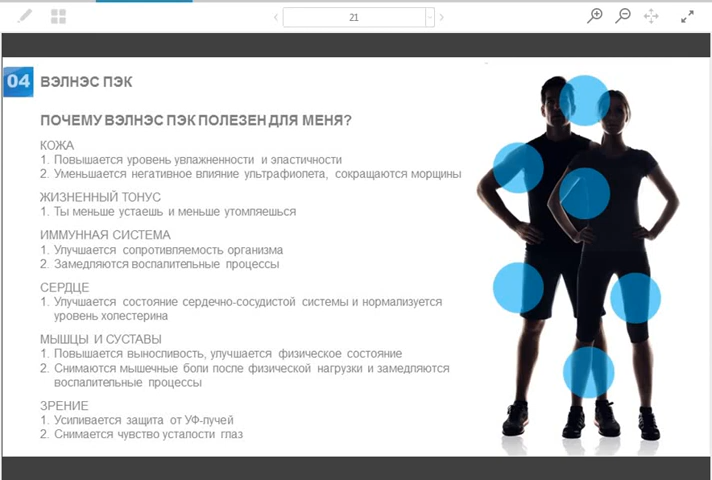 21
04 ВЭЛНЭС ПЭК
ПОЧЕМУ ВЭЛНЭС ПЭК ПОЛЕЗЕН ДЛЯ МЕНЯ?
КОЖА
1. Повышается уровень увлажненности и эластичности
2. Уменьшается негативное влияние ультрафиолета, сокращаются морщины
ЖИЗНЕННЫЙ ТОНУС
1. Ты меньше устаешь и меньше утомляешься
ИММУННАЯ СИСТЕМА
1. Улучшается сопротивляемость организма
2. Замедляются воспалительные процессы
СЕРДЦЕ
1. Улучшается состояние сердечно-сосудистой системы и нормализуется
уровень холестерина
МЫШЦЫ И СУСТАВЫ
1. Повышается выносливость, улучшается физическое состояние
2. Снимаются мышечные боли после физической нагрузки и замедляются
воспалительные процессы
ЗРЕНИЕ
1. Усиливается защита от УФ-лучей
2. Снимается чувство усталости глаз